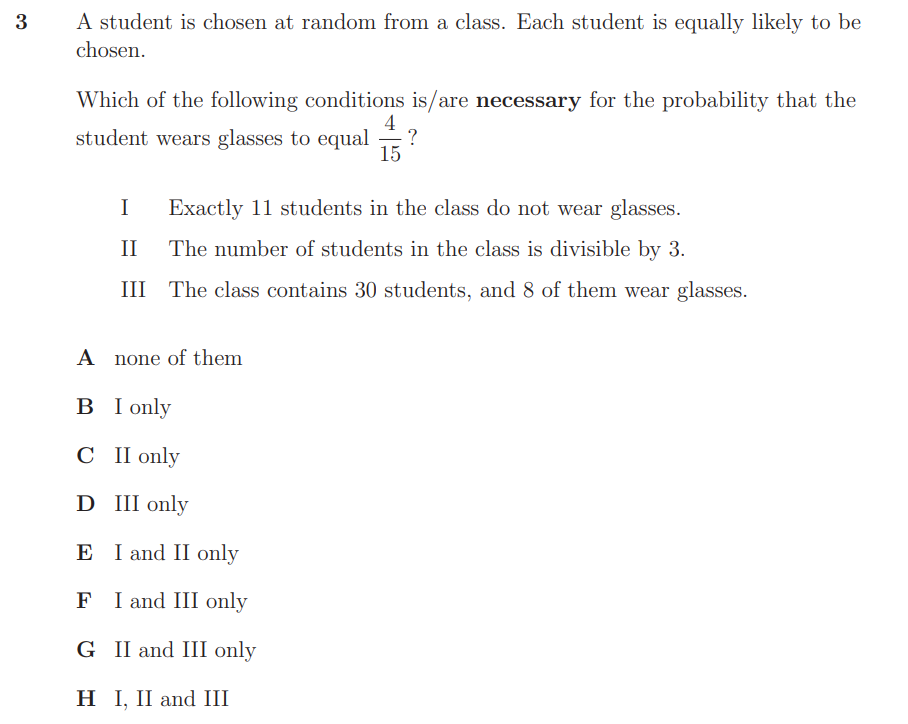 3 A student is chosen at random from a class. Each student is equally likely to be
chosen.
Which of the following conditions is/are necessary for the probability that the
student wears glasses to equal 4/15 ?
I Exactly 11 students in the class do not wear glasses.
II The number of students in the class is divisible by 3.
III The class contains 30 students, and 8 of them wear glasses.
A none of them
B I only
C II only
D III only
E I and II only
F I and III only
G II and III only
H I, II and III